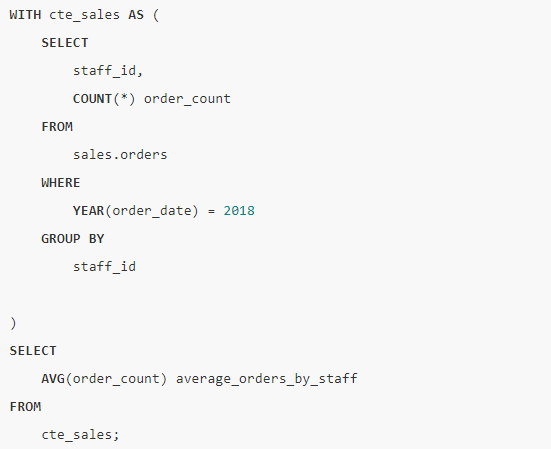 WITH cte_sales AS (
    SELECT
        staff_id,
        COUNT(*) order_count
    FROM
        sales.orders
    WHERE
        YEAR(order_date) = 2018
    GROUP BY
        staff_id

)
SELECT
    AVG(order_count) average_orders_by_staff
FROM
    cte_sales;